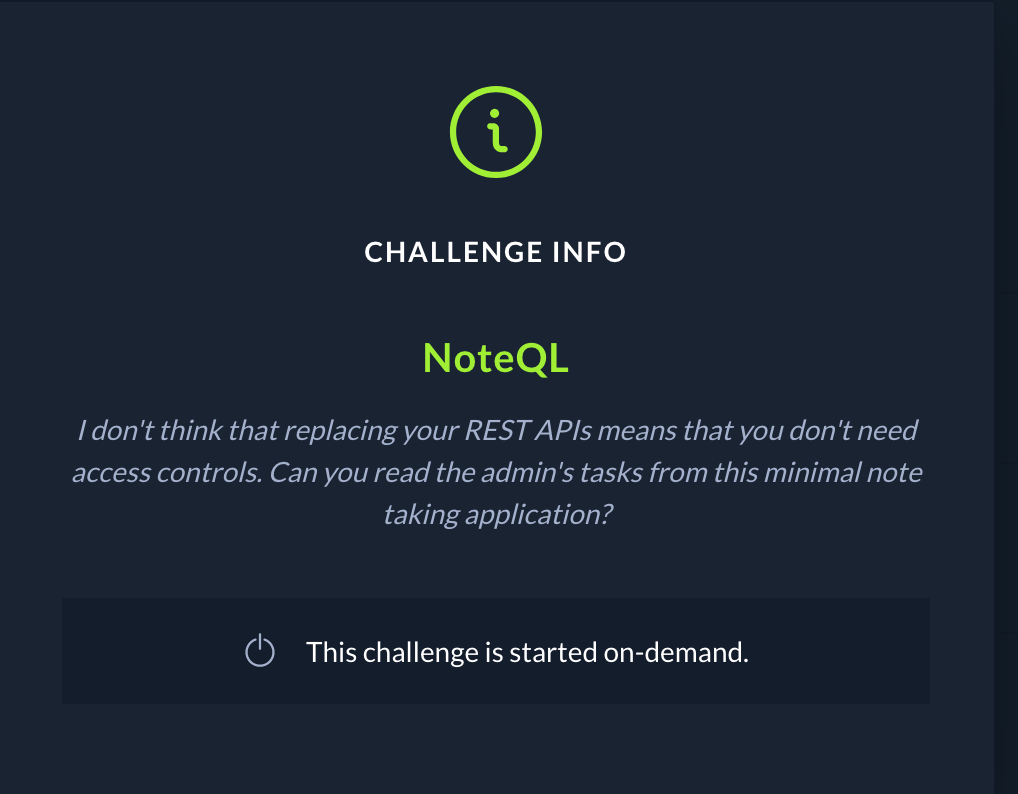 CHALLENGE INFO
NoteQL
I don't think that replacing your REST APIs means that you don't need
access controls. Can you read the admin's tasks from this minimal note
taking application?
This challenge is started on-demand.